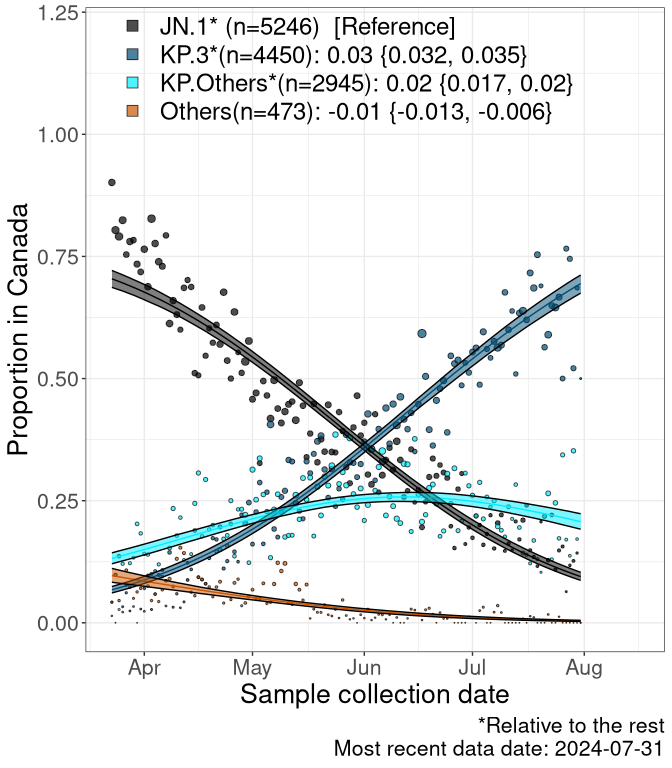 JN.1* (n=5246)  [Reference]
KP.3*(n=4450): 0.03 {0.032, 0.035}
KP.Others*(n=2945): 0.02 {0.017, 0.02}
Others(n=473): -0.01 {-0.013, -0.006}
1.25
1.00
0.75
0.50
0.25
0.00
Proportion in Canada
Apr May Jun Jul Aug
Sample collection date
*Relative to the rest
Most recent data date: 2024-07-31